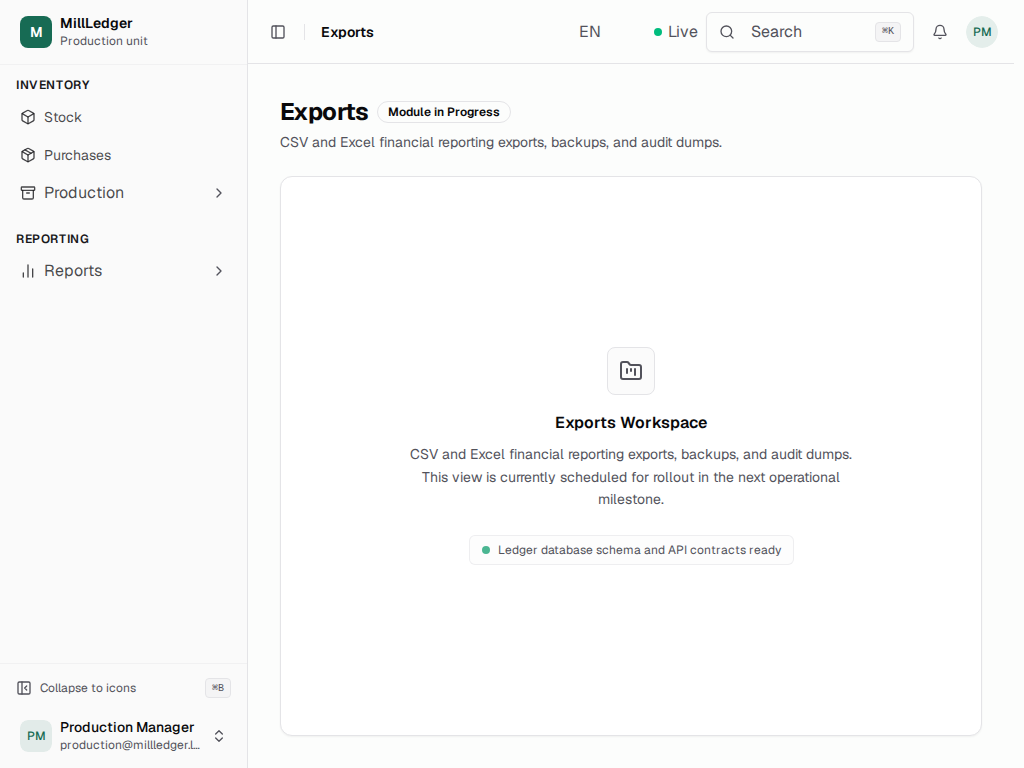 M
MillLedger
Production unit
INVENTORY
Stock
Purchases
Production
REPORTING
Reports
Collapse to icons
⌘B
PM
Production Manager
production@millledger.l...
Exports
EN
Live
Search
⌘K
PM
Exports
Module in Progress
CSV and Excel financial reporting exports, backups, and audit dumps.
Exports Workspace
CSV and Excel financial reporting exports, backups, and audit dumps.
This view is currently scheduled for rollout in the next operational
milestone.
Ledger database schema and API contracts ready